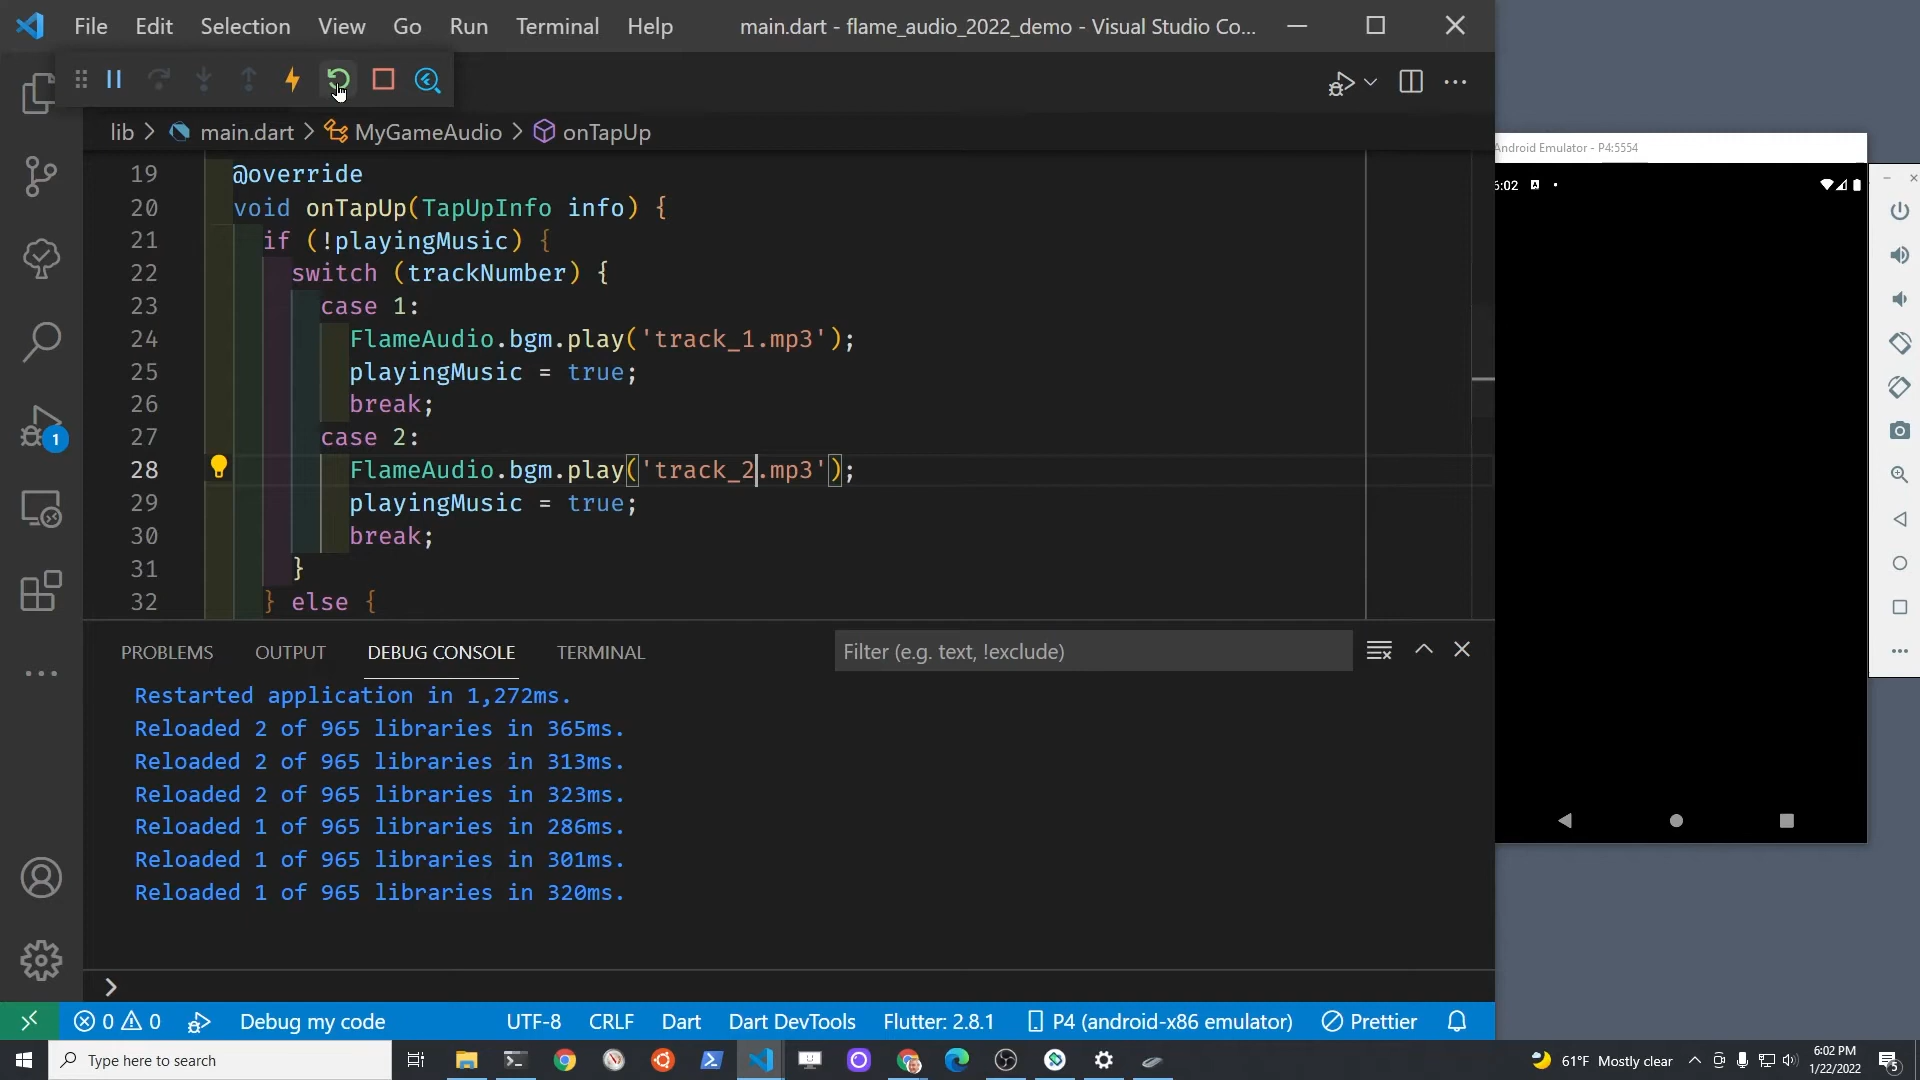 File Edit Selection View Go Run Terminal Help main.dart - flame_audio_2022_demo - Visual Studio Co...
lib > main.dart > MyGameAudio > onTapUp
19 @override
20 void onTapUp(TapUpInfo info) {
21 if (!playingMusic) {
22 switch (trackNumber) {
23 case 1:
24 FlameAudio.bgm.play('track_1.mp3');
25 playingMusic = true;
26 break;
27 case 2:
28 FlameAudio.bgm.play('track_2.mp3');
29 playingMusic = true;
30 break;
31 }
32 } else {
PROBLEMS OUTPUT DEBUG CONSOLE TERMINAL Filter (e.g. text, !exclude)
Restarted application in 1,272ms.
Reloaded 2 of 965 libraries in 365ms.
Reloaded 2 of 965 libraries in 313ms.
Reloaded 2 of 965 libraries in 323ms.
Reloaded 1 of 965 libraries in 286ms.
Reloaded 1 of 965 libraries in 301ms.
Reloaded 1 of 965 libraries in 320ms.
>
1
0 0 Debug my code UTF-8 CRLF Dart Dart DevTools Flutter: 2.8.1 P4 (android-x86 emulator) Prettier
Android Emulator - P4:5554
6:02
Type here to search
61°F Mostly clear
6:02 PM
1/22/2022
5